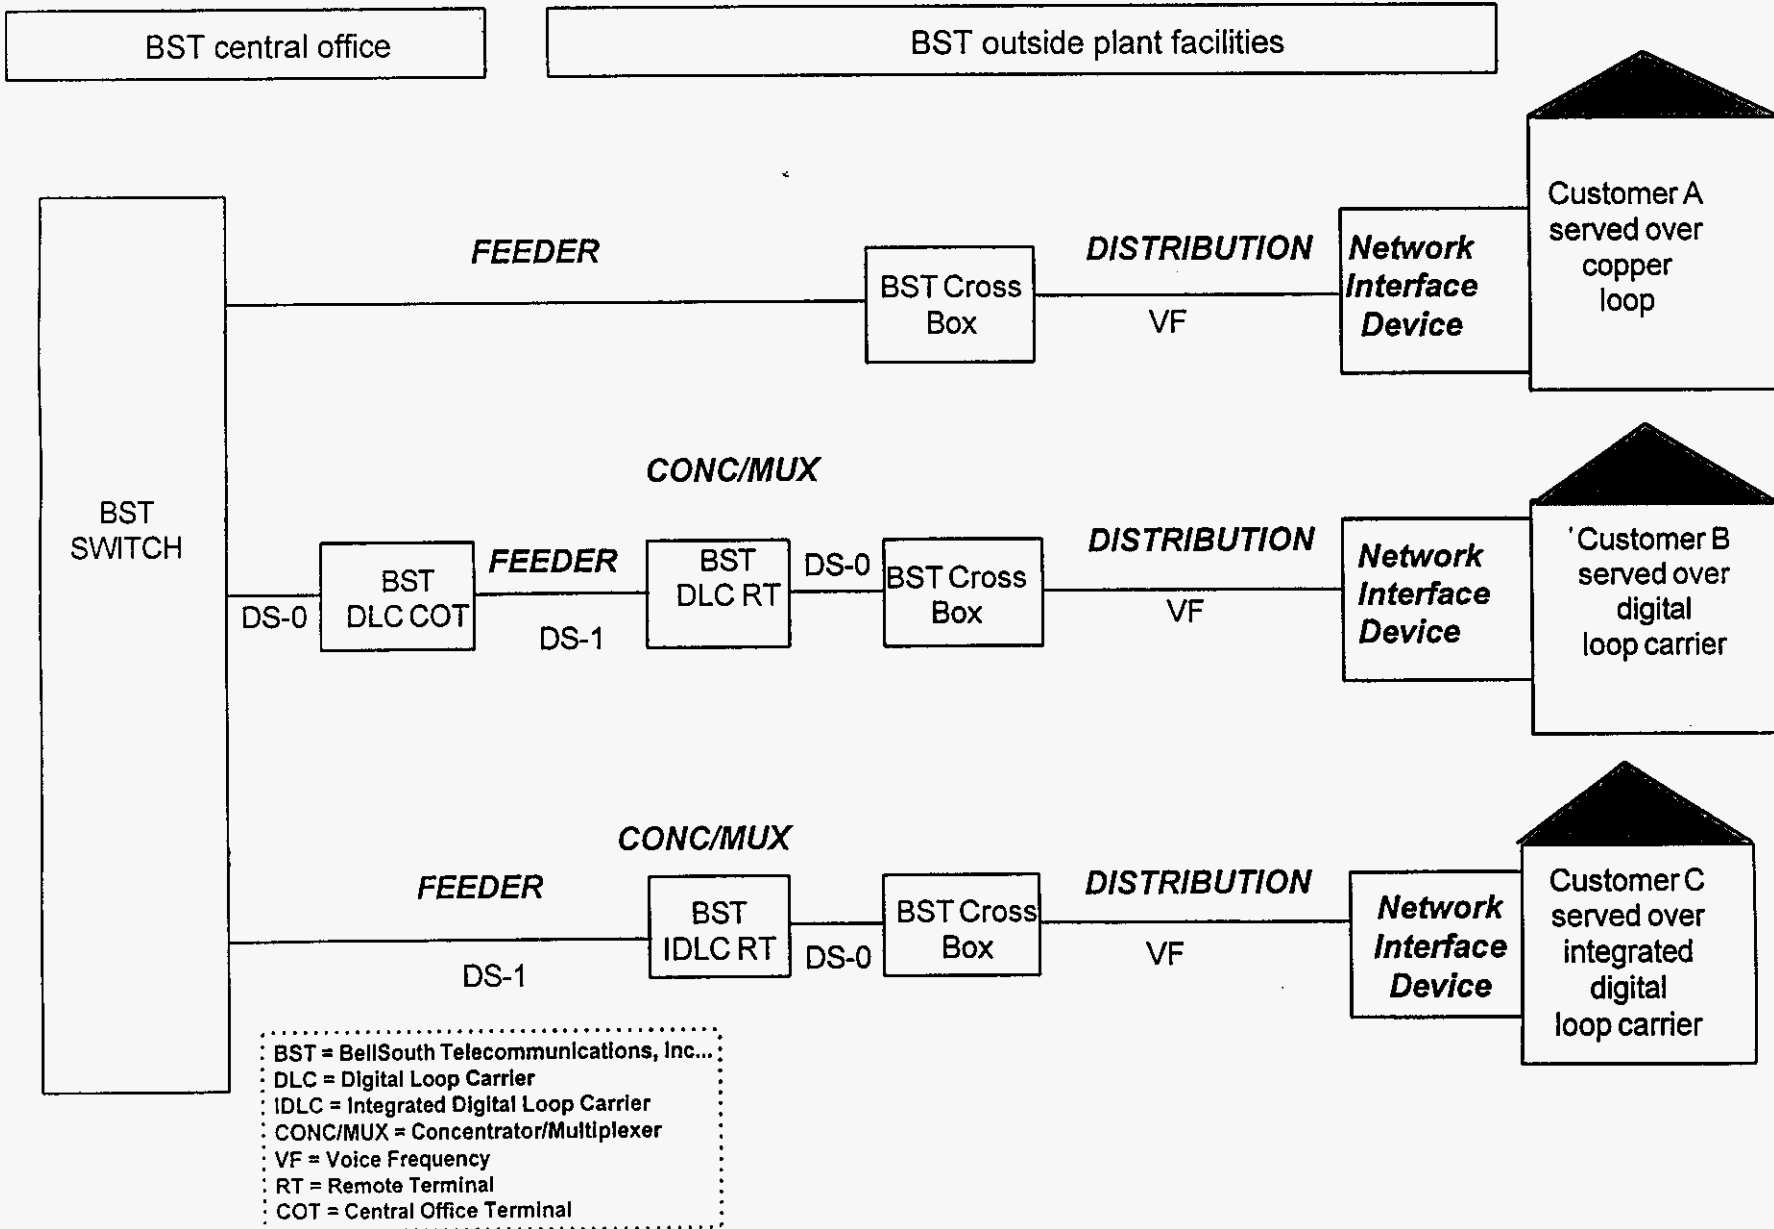 BST central office
BST outside plant facilities
BST
SWITCH
FEEDER
BST Cross
Box
DISTRIBUTION
VF
Network
Interface
Device
Customer A
served over
copper
loop
CONC/MUX
DS-0
BST
DLC COT
FEEDER
DS-1
BST
DLC RT
DS-0
BST Cross
Box
DISTRIBUTION
VF
Network
Interface
Device
Customer B
served over
digital
loop carrier
CONC/MUX
FEEDER
DS-1
BST
IDLC RT
DS-0
BST Cross
Box
DISTRIBUTION
VF
Network
Interface
Device
Customer C
served over
integrated
digital
loop carrier
BST = BellSouth Telecommunications, Inc...
DLC = Digital Loop Carrier
IDLC = Integrated Digital Loop Carrier
CONC/MUX = Concentrator/Multiplexer
VF = Voice Frequency
RT = Remote Terminal
COT = Central Office Terminal